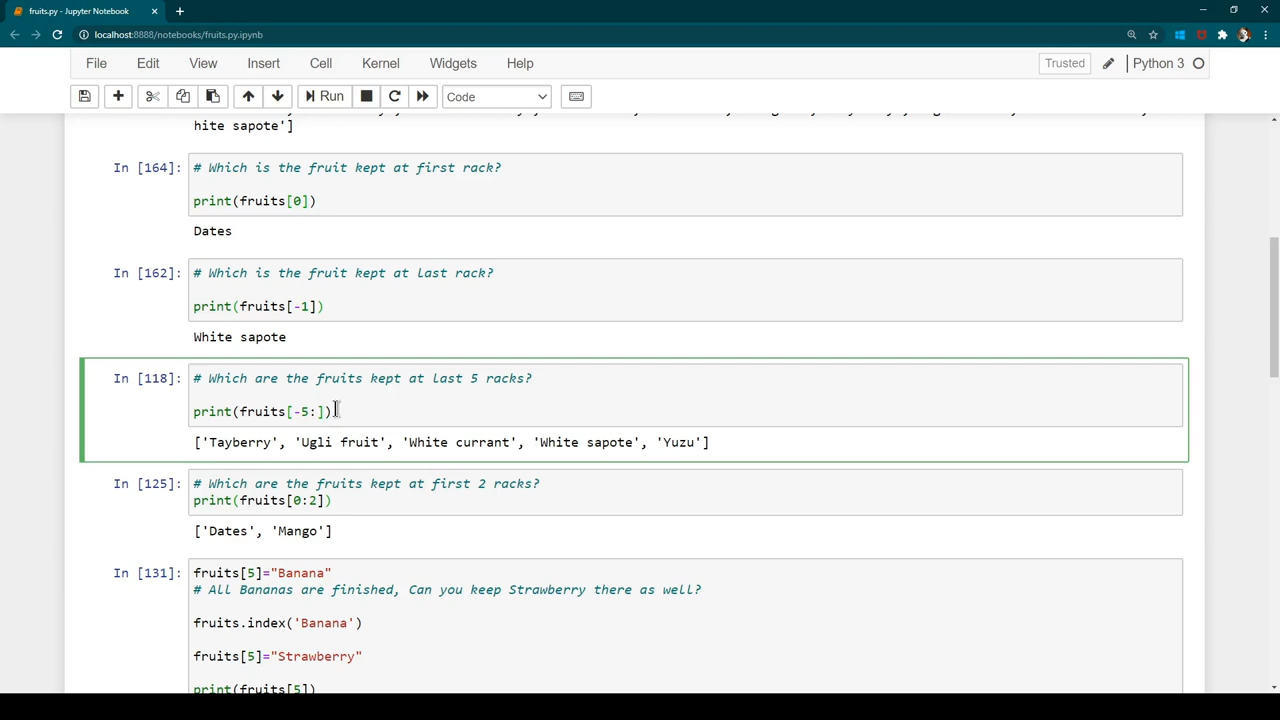 fruits.py - Jupyter Notebook
localhost:8888/notebooks/fruits.py.ipynb
File Edit View Insert Cell Kernel Widgets Help Trusted Python 3
Run Code
hite sapote']
In [164]: # Which is the fruit kept at first rack?
print(fruits[0])
Dates
In [162]: # Which is the fruit kept at last rack?
print(fruits[-1])
White sapote
In [118]: # Which are the fruits kept at last 5 racks?
print(fruits[-5:])
['Tayberry', 'Ugli fruit', 'White currant', 'White sapote', 'Yuzu']
In [125]: # Which are the fruits kept at first 2 racks?
print(fruits[0:2])
['Dates', 'Mango']
In [131]: fruits[5]="Banana"
# All Bananas are finished, Can you keep Strawberry there as well?
fruits.index('Banana')
fruits[5]="Strawberry"
print(fruits[5])